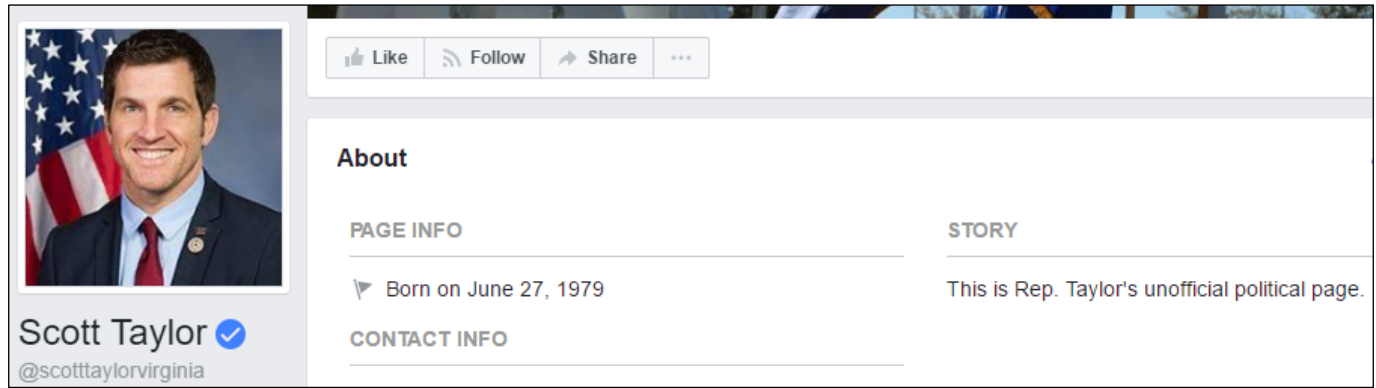 Like Follow Share ...
About
PAGE INFO
Born on June 27, 1979
CONTACT INFO
STORY
This is Rep. Taylor's unofficial political page.
Scott Taylor
@scotttaylorvirginia